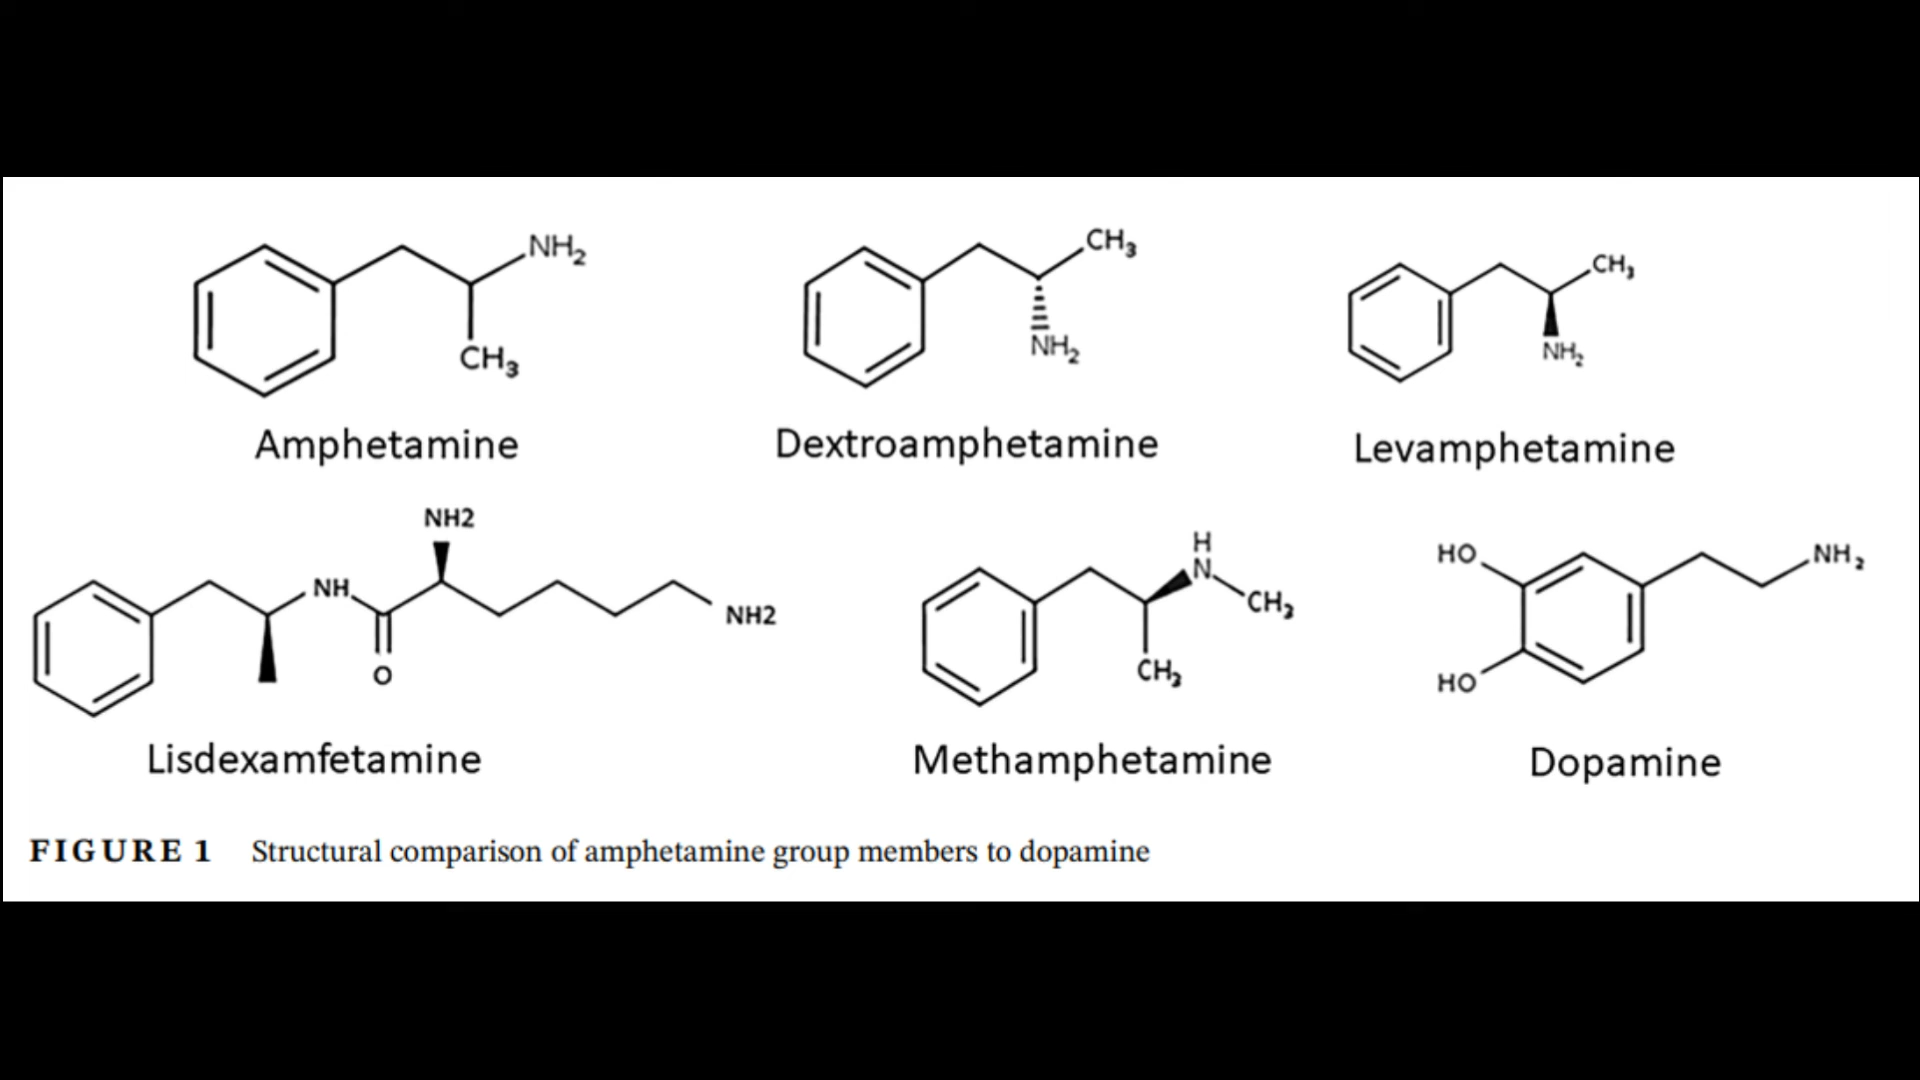 NH₂
CH₃
Amphetamine
CH₃
NH₂
Dextroamphetamine
CH₃
NH₂
Levamphetamine
NH2
NH
O
NH2
Lisdexamfetamine
H
N
CH₃
CH₃
Methamphetamine
HO
HO
NH₂
Dopamine
FIGURE 1 Structural comparison of amphetamine group members to dopamine